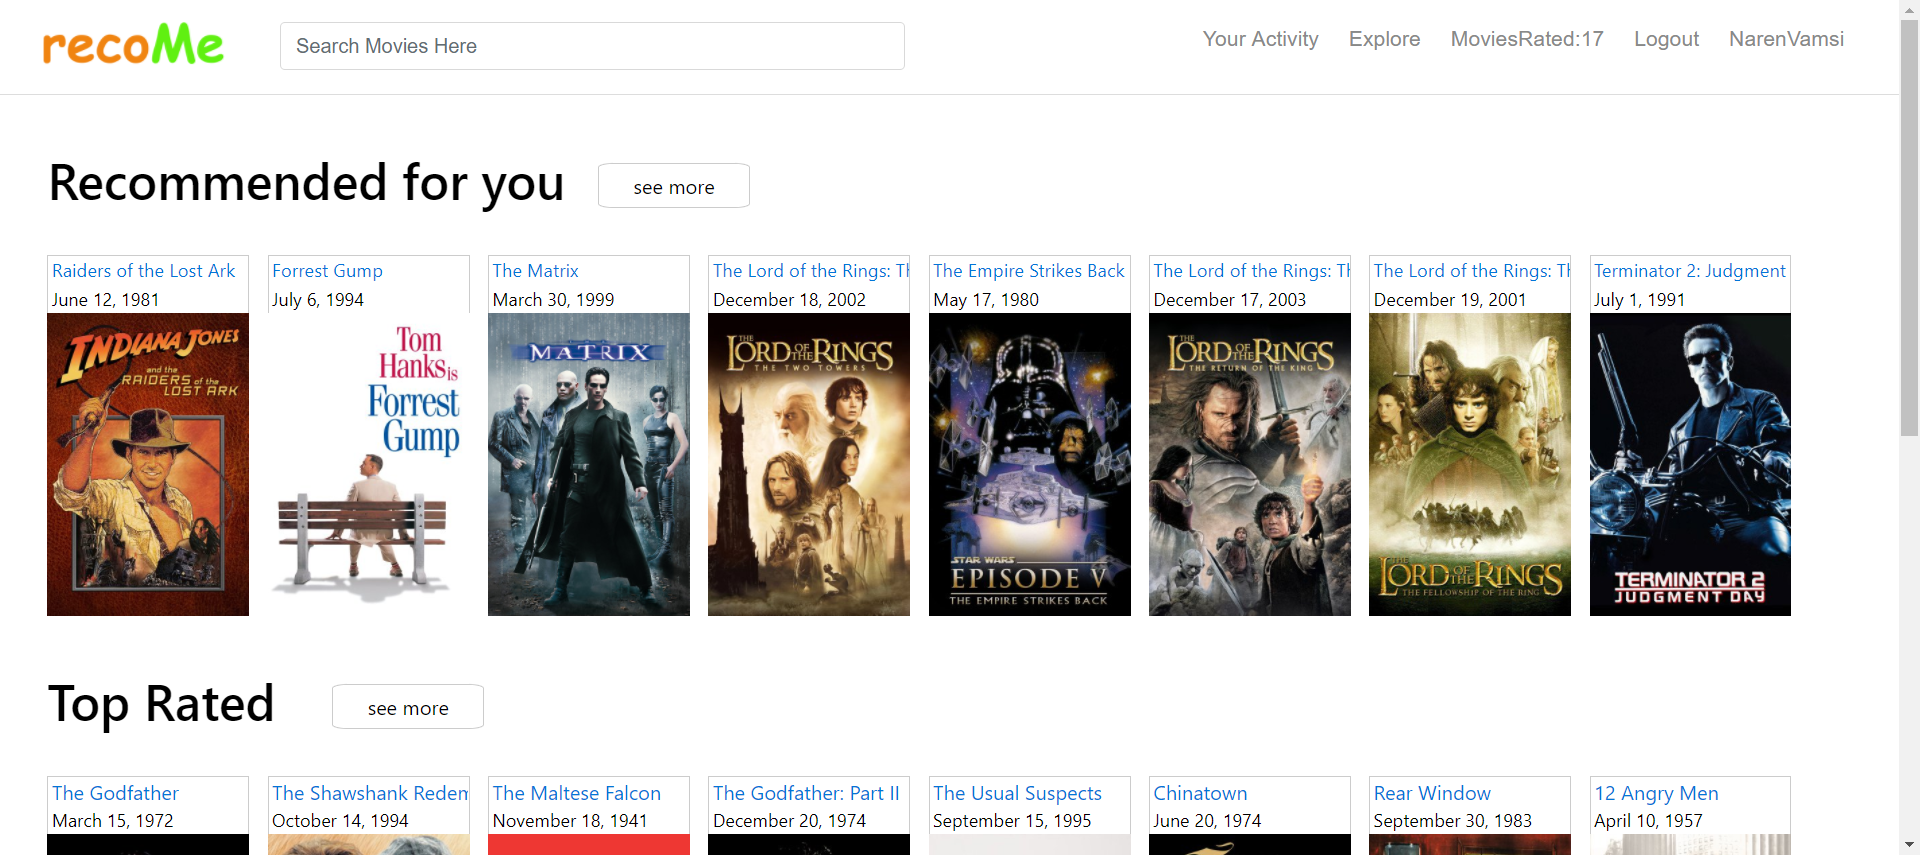 recoMe
Search Movies Here
Your Activity
Explore
MoviesRated:17
Logout
NarenVamsi
Recommended for you
see more
Raiders of the Lost Ark
June 12, 1981
INDIANA JONES
and the
RAIDERS of the
LOST ARK
Forrest Gump
July 6, 1994
Tom
Hanks is
Forrest
Gump
The Matrix
March 30, 1999
MATRIX
The Lord of the Rings: Th
December 18, 2002
THE
LORD OF THE RINGS
THE TWO TOWERS
The Empire Strikes Back
May 17, 1980
STAR WARS
EPISODE V
THE EMPIRE STRIKES BACK
The Lord of the Rings: Th
December 17, 2003
THE
LORD OF THE RINGS
THE RETURN OF THE KING
The Lord of the Rings: Th
December 19, 2001
THE
LORD OF THE RINGS
THE FELLOWSHIP OF THE RING
Terminator 2: Judgment
July 1, 1991
TERMINATOR 2
JUDGMENT DAY
Top Rated
see more
The Godfather
March 15, 1972
The Shawshank Redem
October 14, 1994
The Maltese Falcon
November 18, 1941
The Godfather: Part II
December 20, 1974
The Usual Suspects
September 15, 1995
Chinatown
June 20, 1974
Rear Window
September 30, 1983
12 Angry Men
April 10, 1957